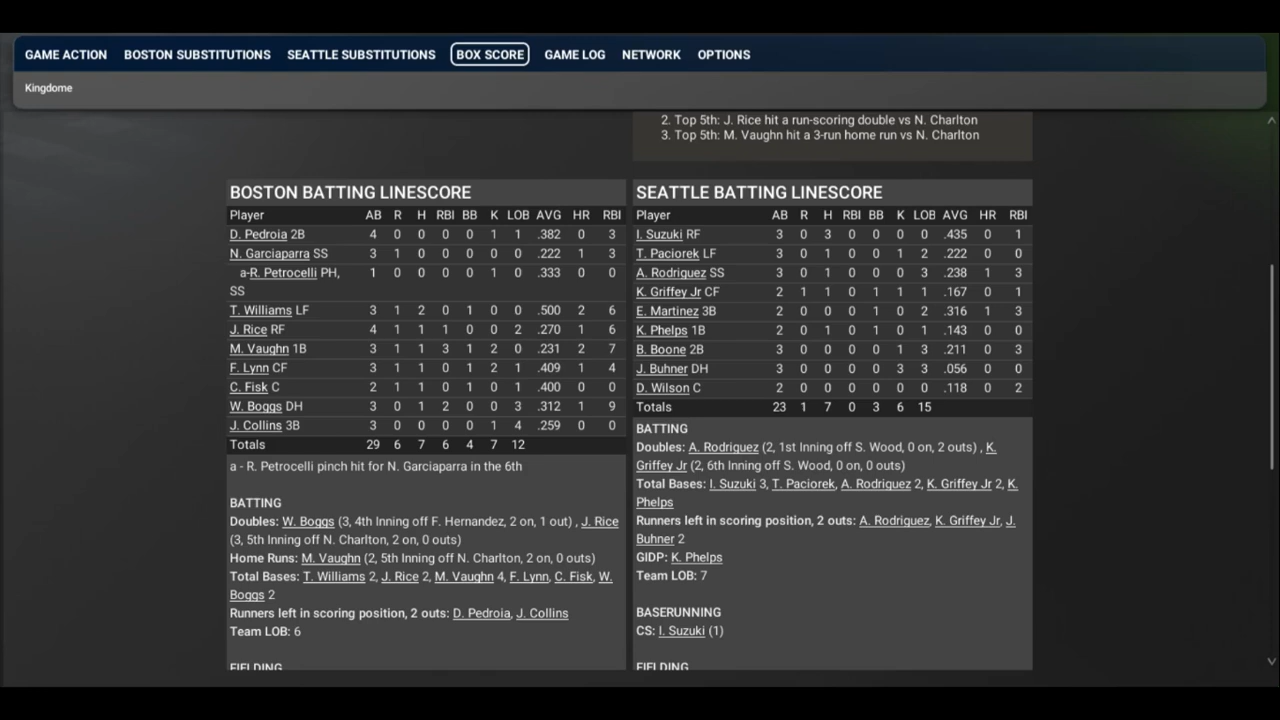 GAME ACTION BOSTON SUBSTITUTIONS SEATTLE SUBSTITUTIONS BOX SCORE GAME LOG NETWORK OPTIONS
Kingdome
2. Top 5th: J. Rice hit a run-scoring double vs N. Charlton
3. Top 5th: M. Vaughn hit a 3-run home run vs N. Charlton
BOSTON BATTING LINESCORE
Player AB R H RBI BB K LOB AVG HR RBI
D. Pedroia 2B 4 0 0 0 0 1 1 .382 0 3
N. Garciaparra SS 3 1 0 0 0 0 0 .222 1 3
a-R. Petrocelli PH, 1 0 0 0 0 1 0 .333 0 0
SS
T. Williams LF 3 1 2 0 1 0 0 .500 2 6
J. Rice RF 4 1 1 1 0 0 2 .270 1 6
M. Vaughn 1B 3 1 1 3 1 2 0 .231 2 7
F. Lynn CF 3 1 1 0 1 2 1 .409 1 4
C. Fisk C 2 1 1 0 1 0 1 .400 0 0
W. Boggs DH 3 0 1 2 0 0 3 .312 1 9
J. Collins 3B 3 0 0 0 0 1 4 .259 0 0
Totals 29 6 7 6 4 7 12
a - R. Petrocelli pinch hit for N. Garciaparra in the 6th
BATTING
Doubles: W. Boggs (3, 4th Inning off F. Hernandez, 2 on, 1 out) , J. Rice
(3, 5th Inning off N. Charlton, 2 on, 0 outs)
Home Runs: M. Vaughn (2, 5th Inning off N. Charlton, 2 on, 0 outs)
Total Bases: T. Williams 2, J. Rice 2, M. Vaughn 4, F. Lynn, C. Fisk, W.
Boggs 2
Runners left in scoring position, 2 outs: D. Pedroia, J. Collins
Team LOB: 6
FIELDING
SEATTLE BATTING LINESCORE
Player AB R H RBI BB K LOB AVG HR RBI
I. Suzuki RF 3 0 3 0 0 0 0 .435 0 1
T. Paciorek LF 3 0 1 0 0 1 2 .222 0 0
A. Rodriguez SS 3 0 1 0 0 0 3 .238 1 3
K. Griffey Jr CF 2 1 1 0 1 1 1 .167 0 1
E. Martinez 3B 2 0 0 0 1 0 2 .316 1 3
K. Phelps 1B 2 0 1 0 1 0 1 .143 0 0
B. Boone 2B 3 0 0 0 0 1 3 .211 0 3
J. Buhner DH 3 0 0 0 0 3 3 .056 0 0
D. Wilson C 2 0 0 0 0 0 0 .118 0 2
Totals 23 1 7 0 3 6 15
BATTING
Doubles: A. Rodriguez (2, 1st Inning off S. Wood, 0 on, 2 outs) , K.
Griffey Jr (2, 6th Inning off S. Wood, 0 on, 0 outs)
Total Bases: I. Suzuki 3, T. Paciorek, A. Rodriguez 2, K. Griffey Jr 2, K.
Phelps
Runners left in scoring position, 2 outs: A. Rodriguez, K. Griffey Jr, J.
Buhner 2
GIDP: K. Phelps
Team LOB: 7
BASERUNNING
CS: I. Suzuki (1)
FIELDING